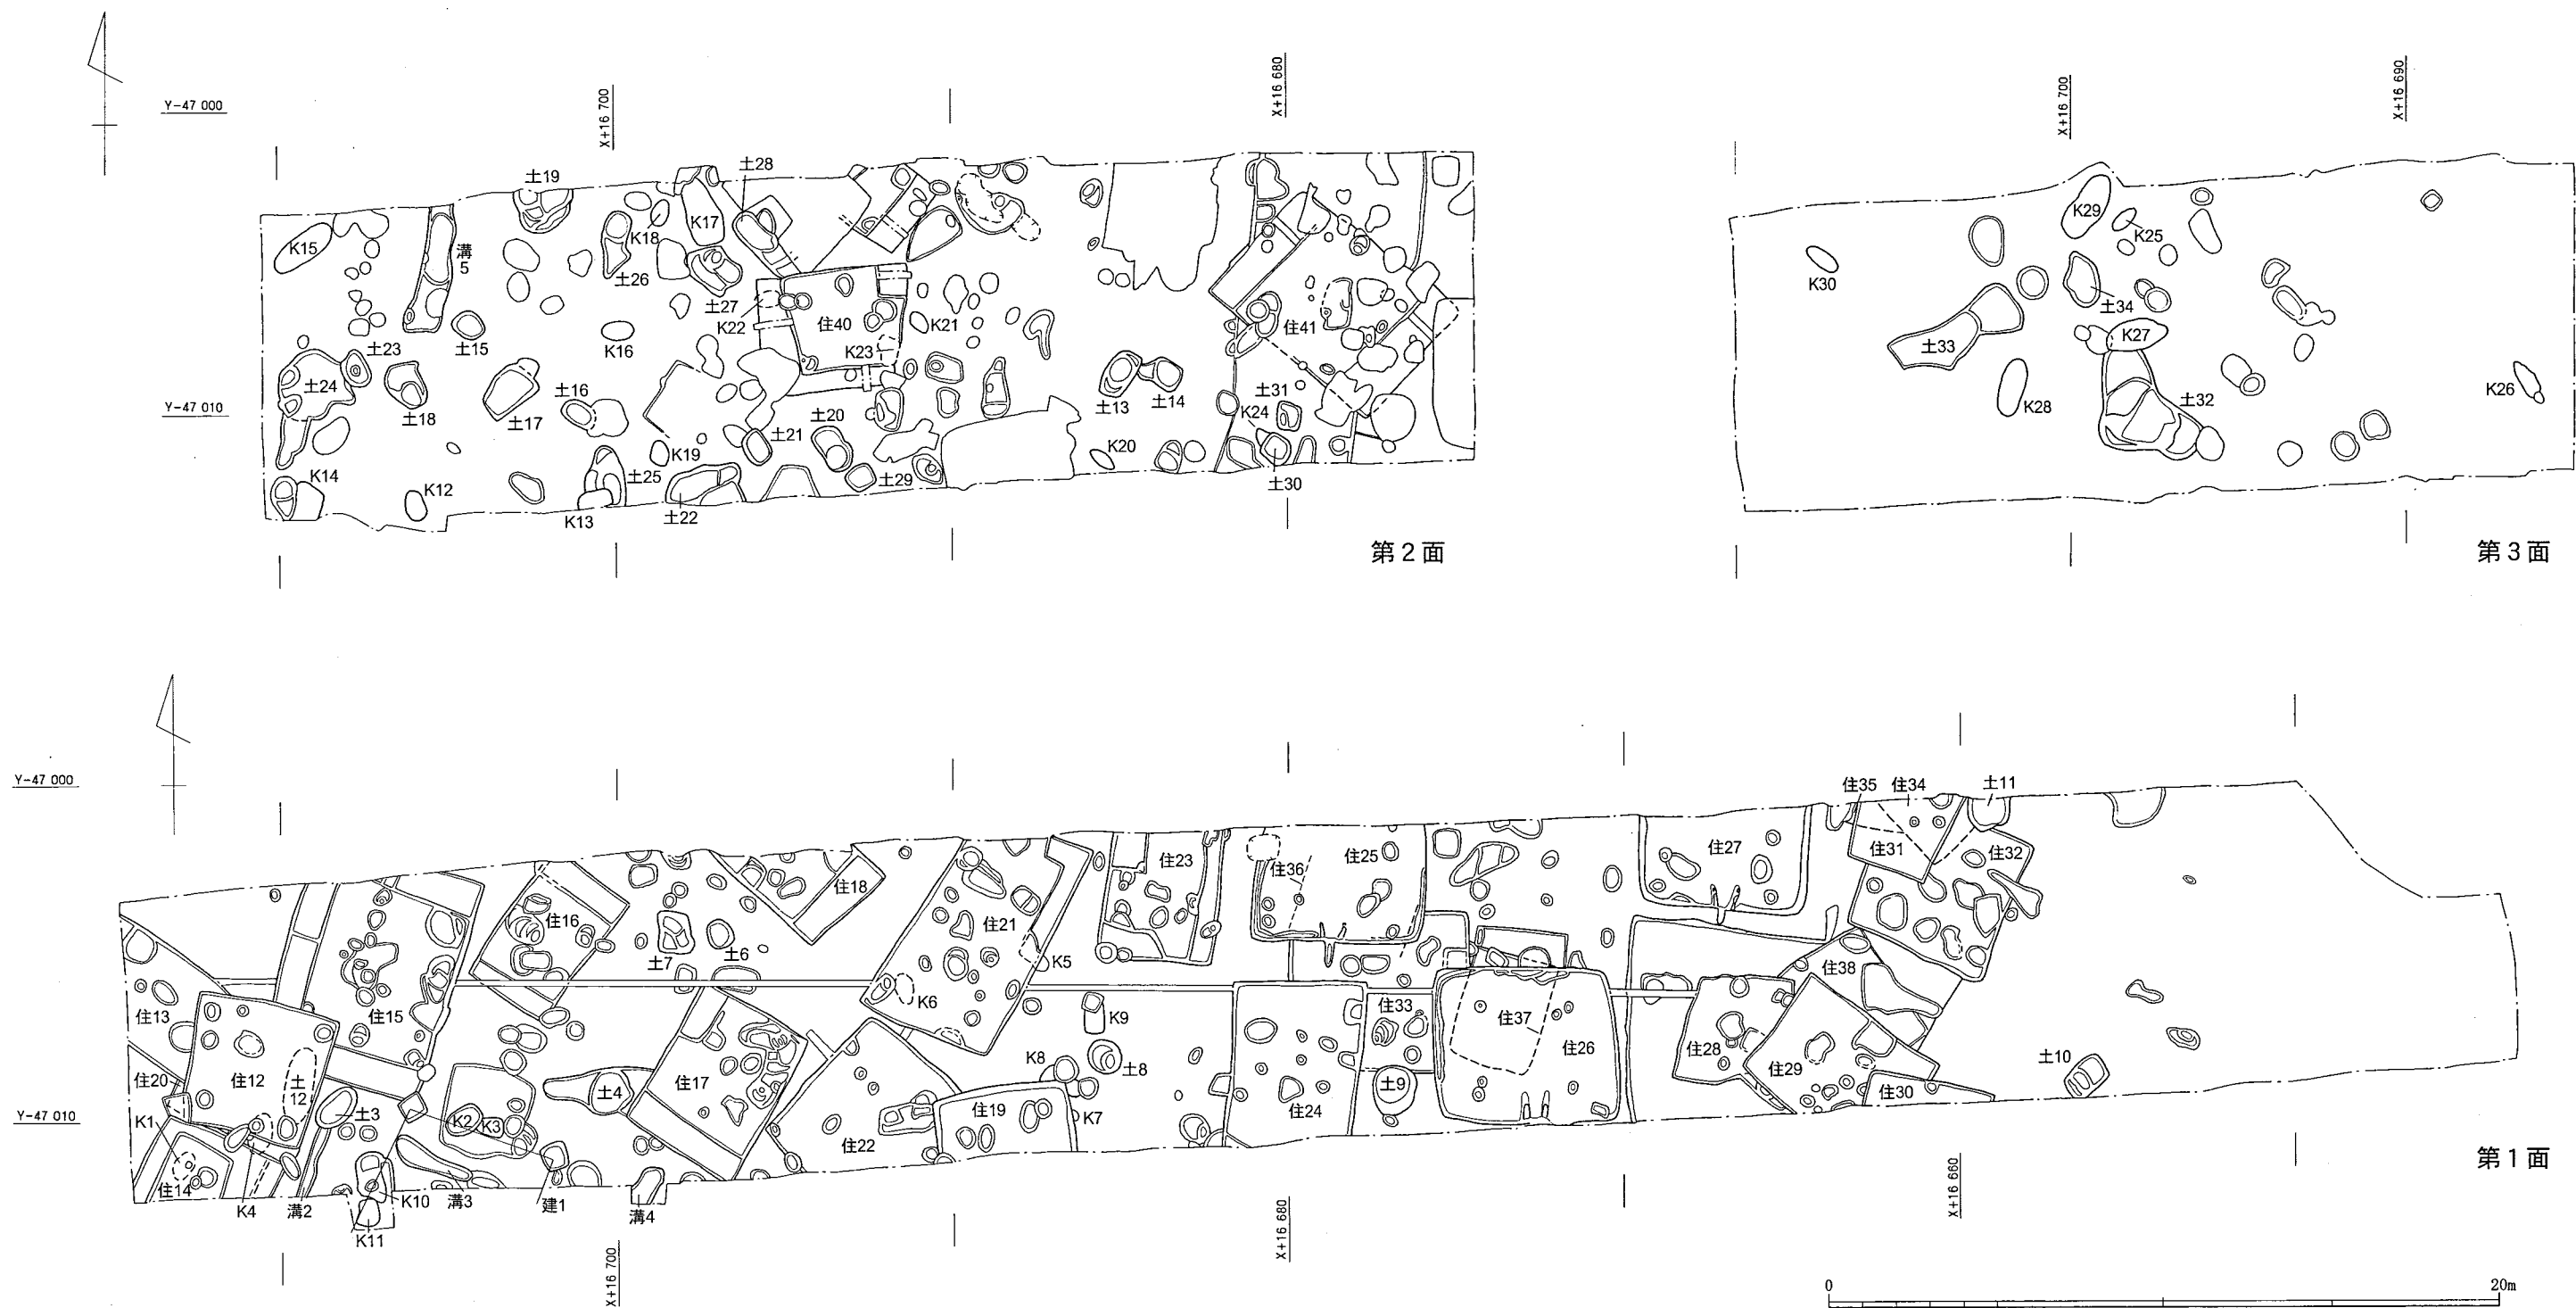 Y-47 000
X+16 700
X+16 680
X+16 700
X+16 690
土19
土28
K15
溝5
K18
K17
土26
土27
K22
住40
K21
K23
住41
土23
土15
K16
土24
土18
土17
土16
土13
土14
土31
K24
Y-47 010
K19
土21
土20
K20
K14
K12
土25
K13
土22
土29
土30
第2面
K29
K25
K30
土34
K27
土33
K28
土32
K26
第3面
Y-47 000
住35
住34
土11
住18
住23
住36
住25
住27
住31
住32
住16
土7
土6
住21
K5
K6
住13
住15
住33
住37
住26
住38
住20
住12
土12
土3
K2
K3
土4
住17
K9
K8
土8
土9
住28
住29
住30
土10
Y-47 010
K1
住14
K4
溝2
K10
K11
溝3
建1
溝4
住22
住19
K7
住24
第1面
X+16 700
X+16 680
X+16 660
0
20m